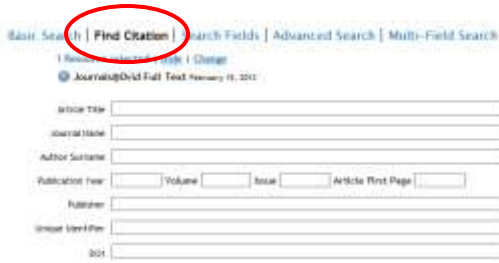 Basic Search | Find Citation | Search Fields | Advanced Search | Multi-Field Search
1 Resource selected | Hide | Change
Journals@Ovid Full Text February 15, 2012
Article Title
Journal Name
Author Surname
Publication Year Volume Issue Article First Page
Publisher
Unique Identifier
DOI